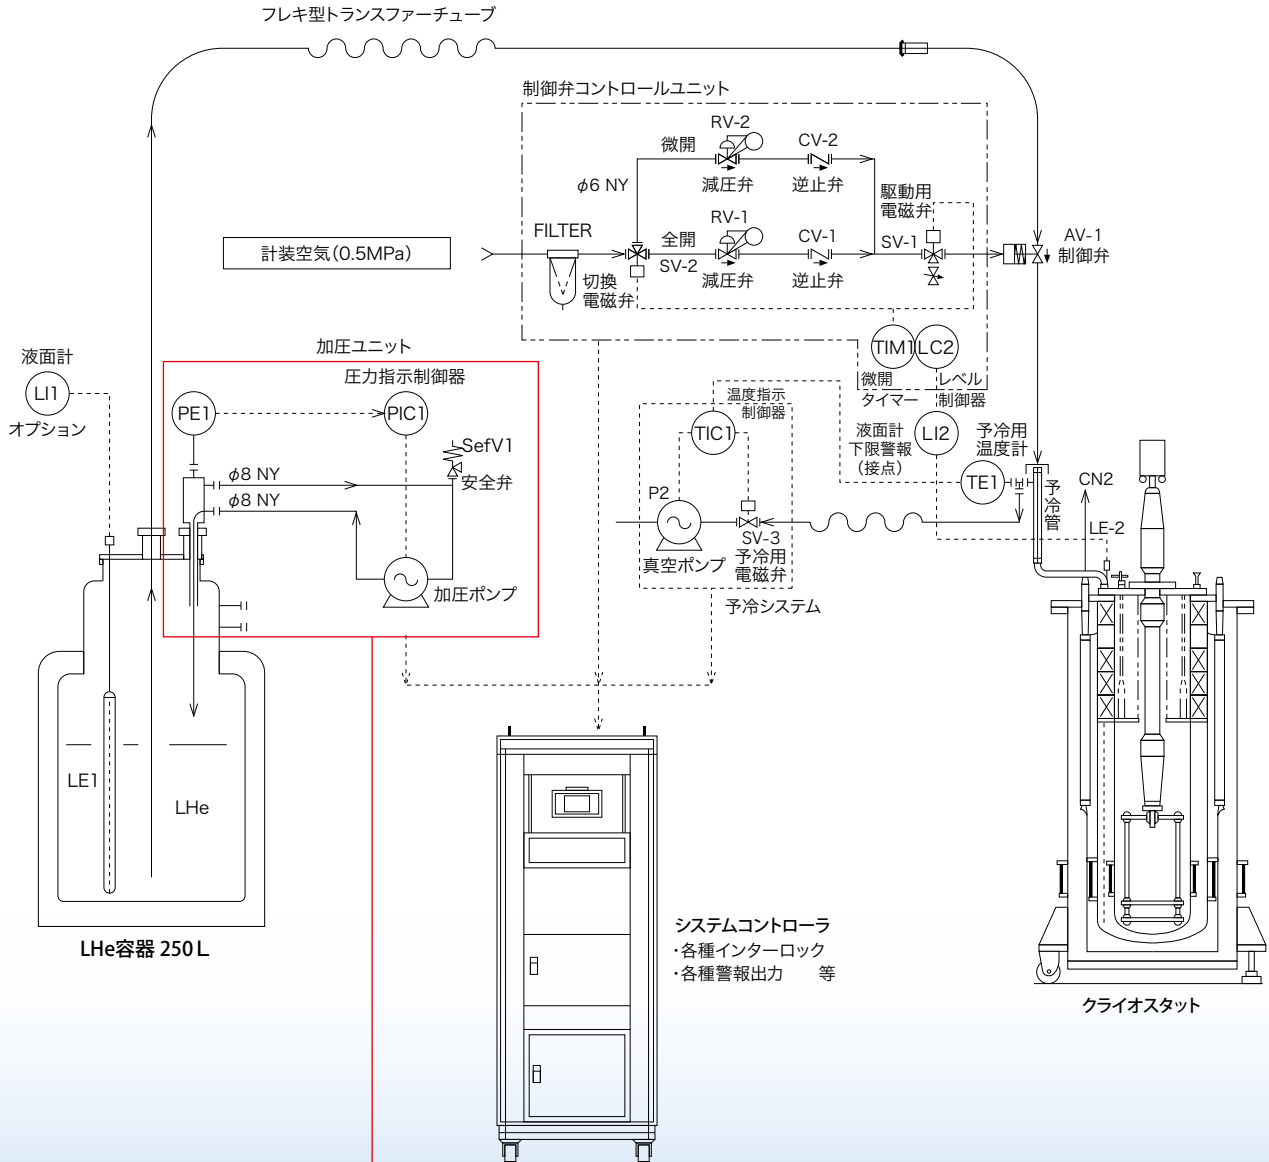 フレキ型トランスファーチューブ
制御弁コントロールユニット
RV-2
微開
CV-2
φ6 NY
減圧弁
逆止弁
駆動用
電磁弁
FILTER
RV-1
全開
CV-1
SV-1
AV-1
制御弁
計装空気(0.5MPa)
SV-2
切換
電磁弁
減圧弁
逆止弁
TIM1
LC2
微開
タイマー
レベル
制御器
液面計
LI1
オプション
加圧ユニット
圧力指示制御器
PE1
PIC1
SefV1
安全弁
φ8 NY
φ8 NY
加圧ポンプ
温度指示
制御器
TIC1
液面計
下限警報
(接点)
LI2
予冷用
温度計
TE1
P2
真空ポンプ
SV-3
予冷用
電磁弁
予冷システム
予冷管
CN2
LE-2
LE1
LHe
LHe容器 250L
システムコントローラ
・各種インターロック
・各種警報出力 等
クライオスタット